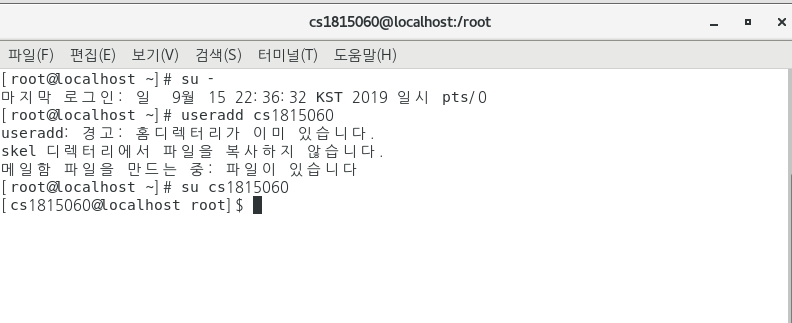 cs1815060@localhost:/root
파일(F) 편집(E) 보기(V) 검색(S) 터미널(T) 도움말(H)
[root@localhost ~]# su -
마지막 로그인: 일  9월 15 22:36:32 KST 2019 일시 pts/0
[root@localhost ~]# useradd cs1815060
useradd: 경고: 홈디렉터리가 이미 있습니다.
skel 디렉터리에서 파일을 복사하지 않습니다.
메일함 파일을 만드는 중: 파일이 있습니다
[root@localhost ~]# su cs1815060
[cs1815060@localhost root]$